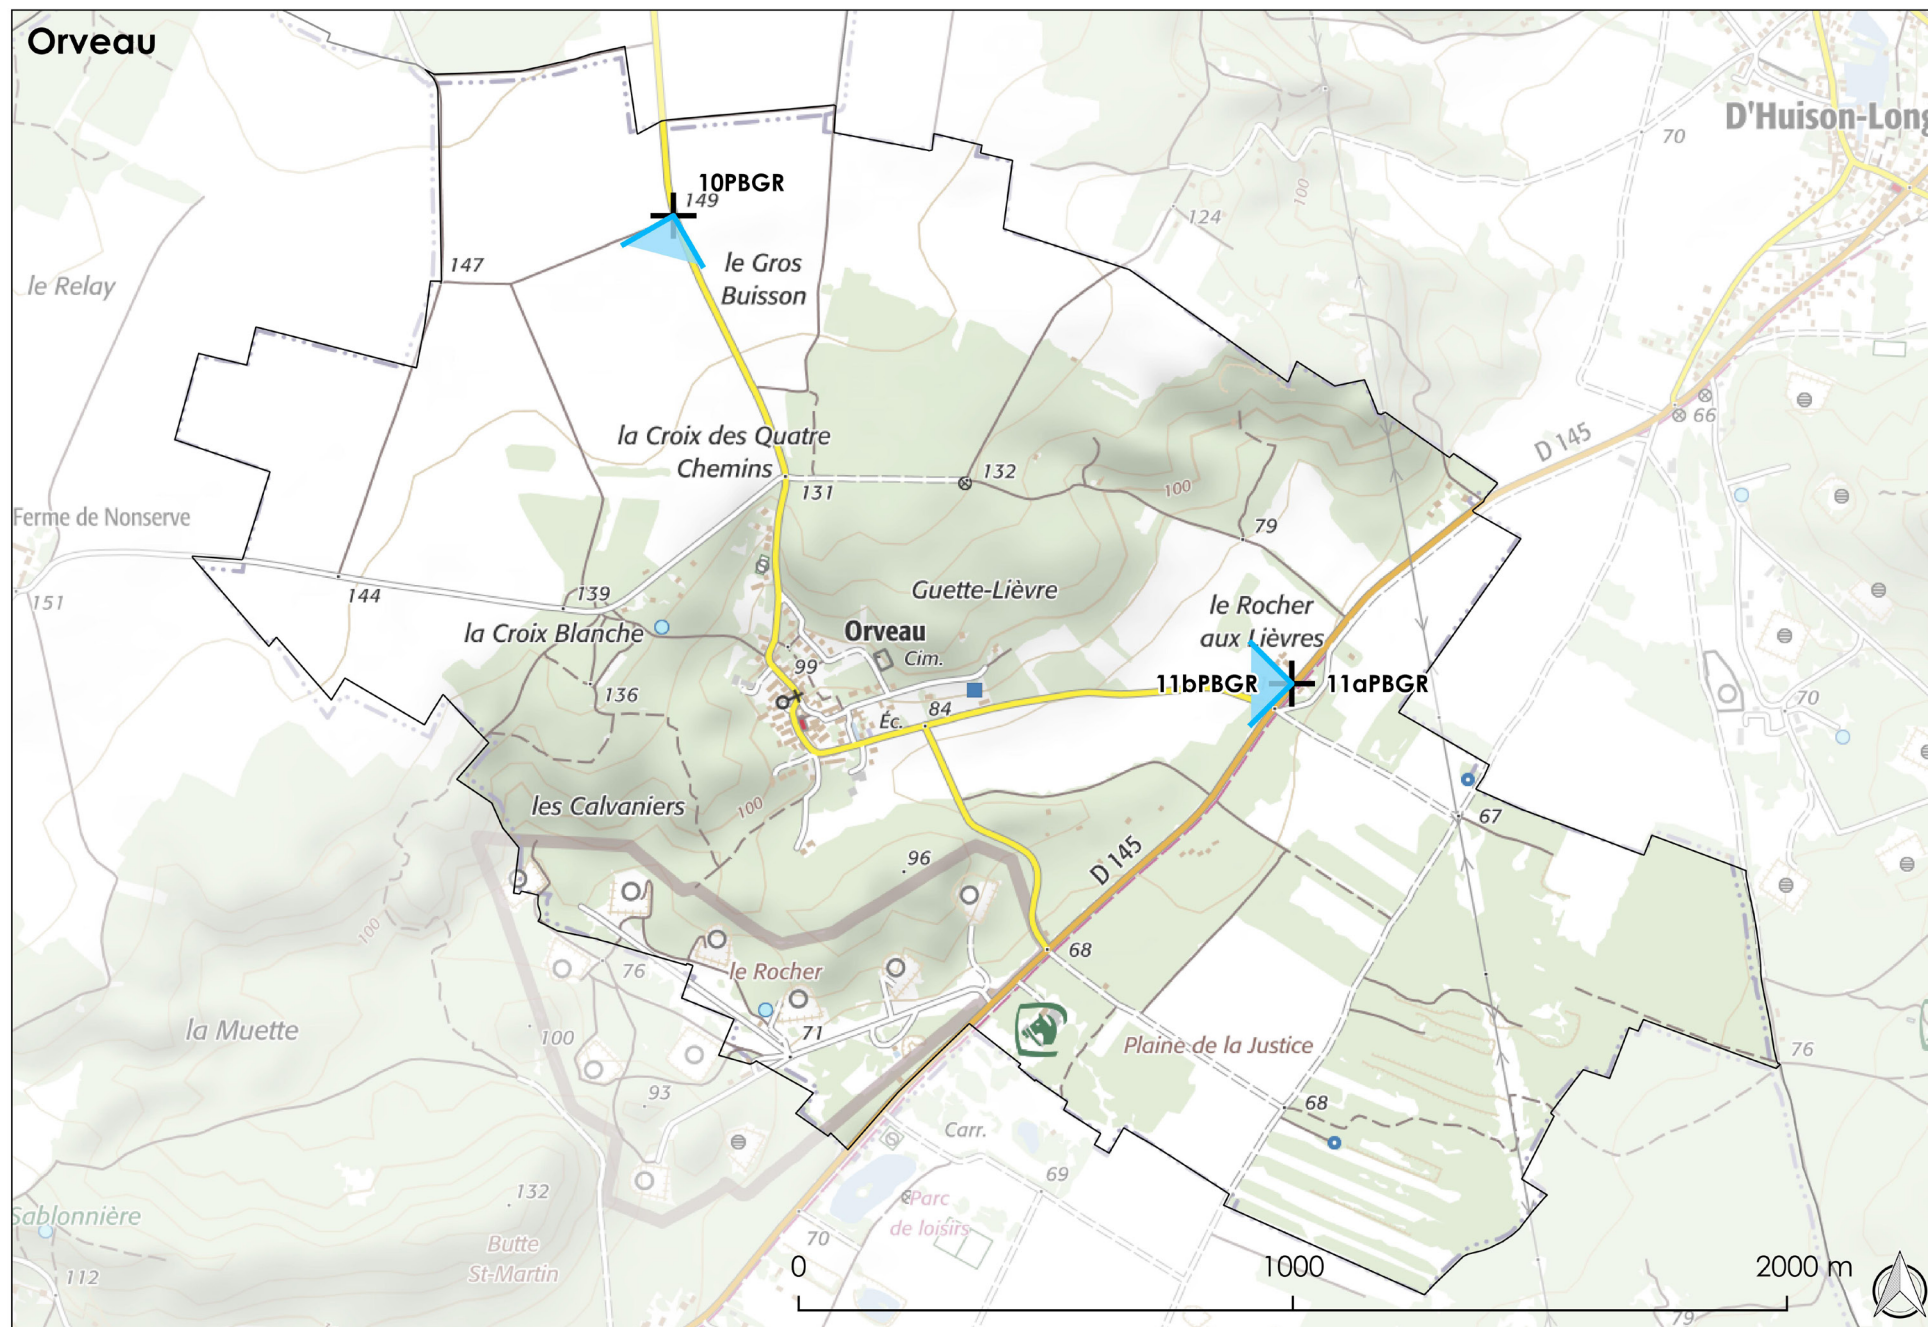 Orveau
D'Huison-Long
70
10PBGR
149
100
124
le Gros
Buisson
147
le Relay
D 145
66
la Croix des Quatre
Chemins
131
132
100
79
Ferme de Nonserve
151
144
139
la Croix Blanche
Guette-Lièvre
le Rocher
aux Lièvres
Orveau
Cim.
99
136
11bPBGR
11aPBGR
70
Éc.
84
les Calvaniers
100
67
96
D 145
100
76
le Rocher
68
la Muette
100
71
Plaine de la Justice
76
93
68
Carr.
69
132
Parc
de loisirs
Sablonnière
70
Butte
St-Martin
112
0
1000
2000 m
79